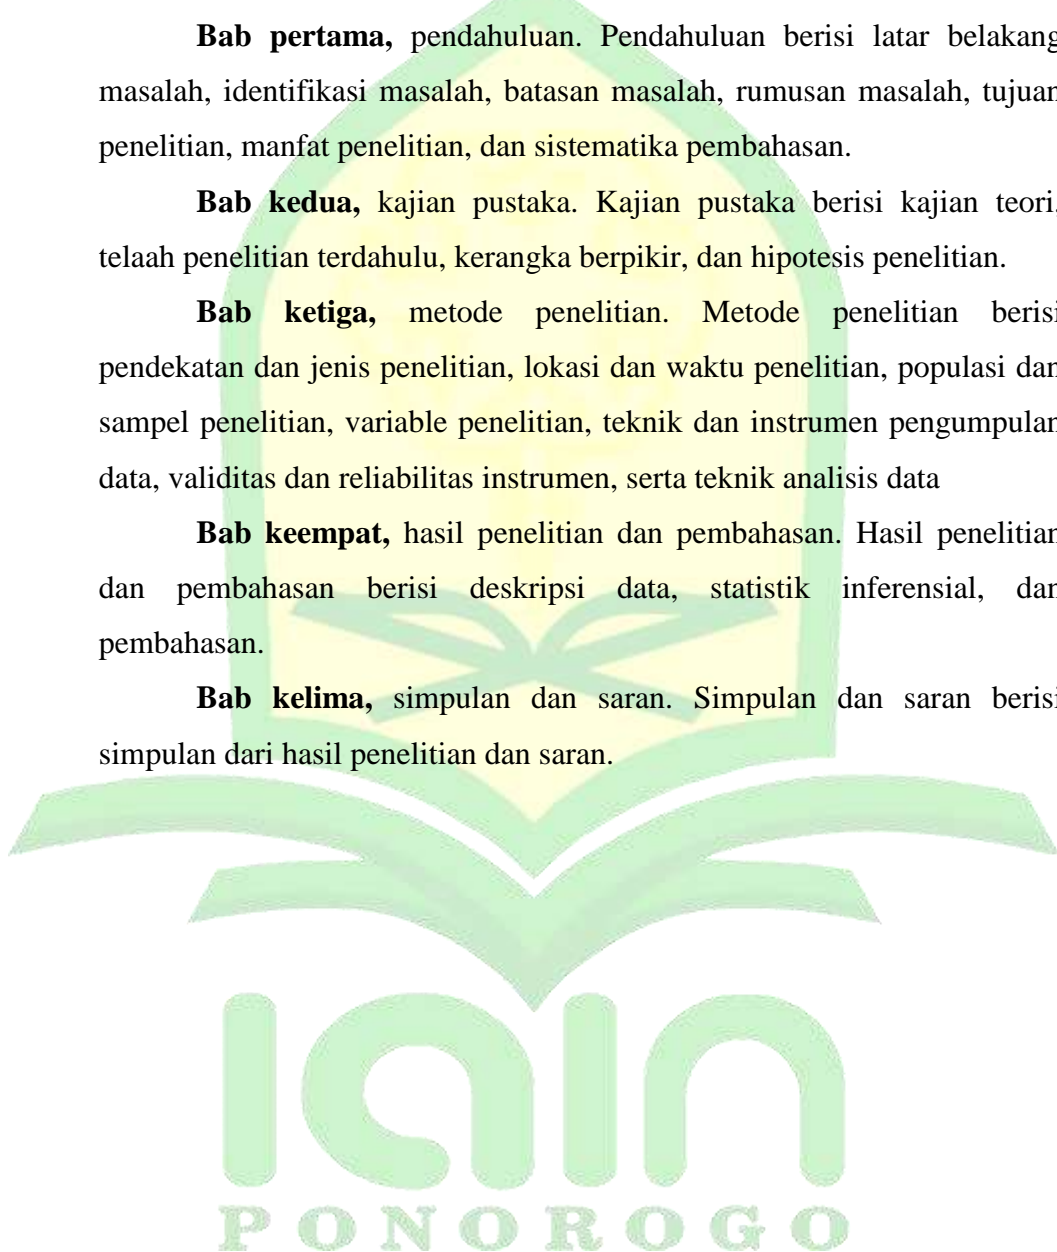 Bab pertama, pendahuluan. Pendahuluan berisi latar belakang
masalah, identifikasi masalah, batasan masalah, rumusan masalah, tujuan
penelitian, manfat penelitian, dan sistematika pembahasan.
Bab kedua, kajian pustaka. Kajian pustaka berisi kajian teori,
telaah penelitian terdahulu, kerangka berpikir, dan hipotesis penelitian.
Bab ketiga, metode penelitian. Metode penelitian berisi
pendekatan dan jenis penelitian, lokasi dan waktu penelitian, populasi dan
sampel penelitian, variable penelitian, teknik dan instrumen pengumpulan
data, validitas dan reliabilitas instrumen, serta teknik analisis data
Bab keempat, hasil penelitian dan pembahasan. Hasil penelitian
dan pembahasan berisi deskripsi data, statistik inferensial, dan
pembahasan.
Bab kelima, simpulan dan saran. Simpulan dan saran berisi
simpulan dari hasil penelitian dan saran.
IAIN
PONOROGO